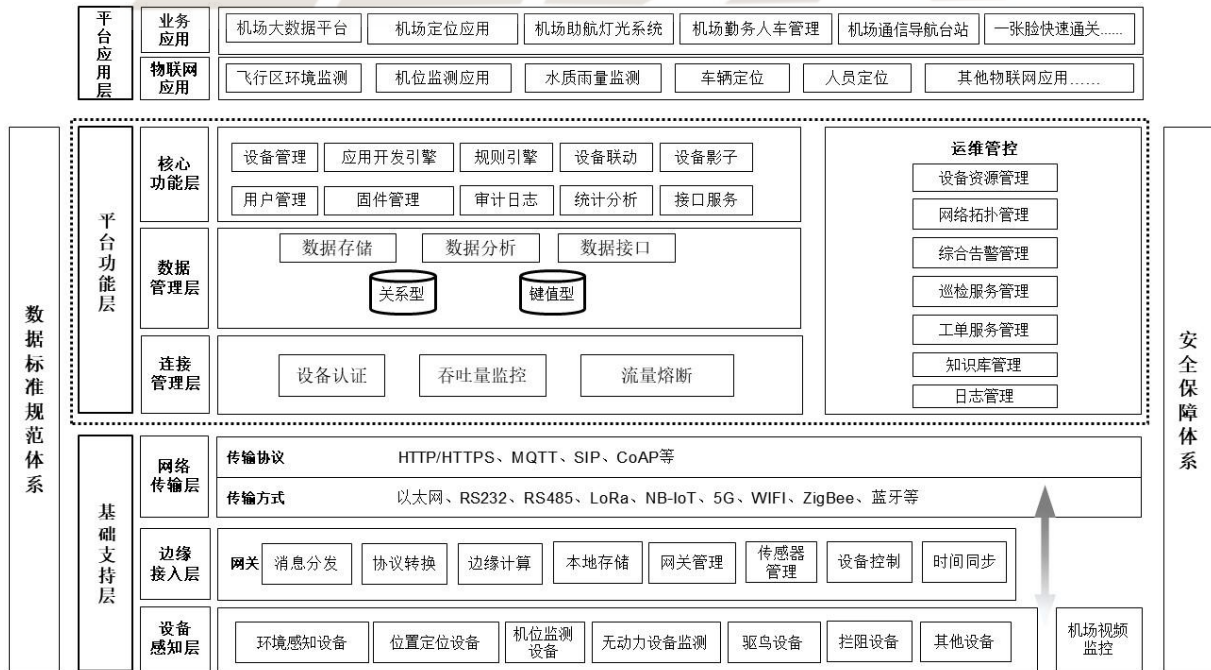 平台应用层
业务应用
机场大数据平台
机场定位应用
机场助航灯光系统
机场勤务人车管理
机场通信导航台站
一张脸快速通关......
物联网应用
飞行区环境监测
机位监测应用
水质雨量监测
车辆定位
人员定位
其他物联网应用……
数据标准规范体系
平台功能层
核心功能层
设备管理
应用开发引擎
规则引擎
设备联动
设备影子
用户管理
固件管理
审计日志
统计分析
接口服务
数据管理层
数据存储
数据分析
数据接口
关系型
键值型
连接管理层
设备认证
吞吐量监控
流量熔断
运维管控
设备资源管理
网络拓扑管理
综合告警管理
巡检服务管理
工单服务管理
知识库管理
日志管理
安全保障体系
基础支持层
网络传输层
传输协议
HTTP/HTTPS、MQTT、SIP、CoAP等
传输方式
以太网、RS232、RS485、LoRa、NB-IoT、5G、WIFI、ZigBee、蓝牙等
边缘接入层
网关
消息分发
协议转换
边缘计算
本地存储
网关管理
传感器管理
设备控制
时间同步
设备感知层
环境感知设备
位置定位设备
机位监测设备
无动力设备监测
驱鸟设备
拦阻设备
其他设备
机场视频监控